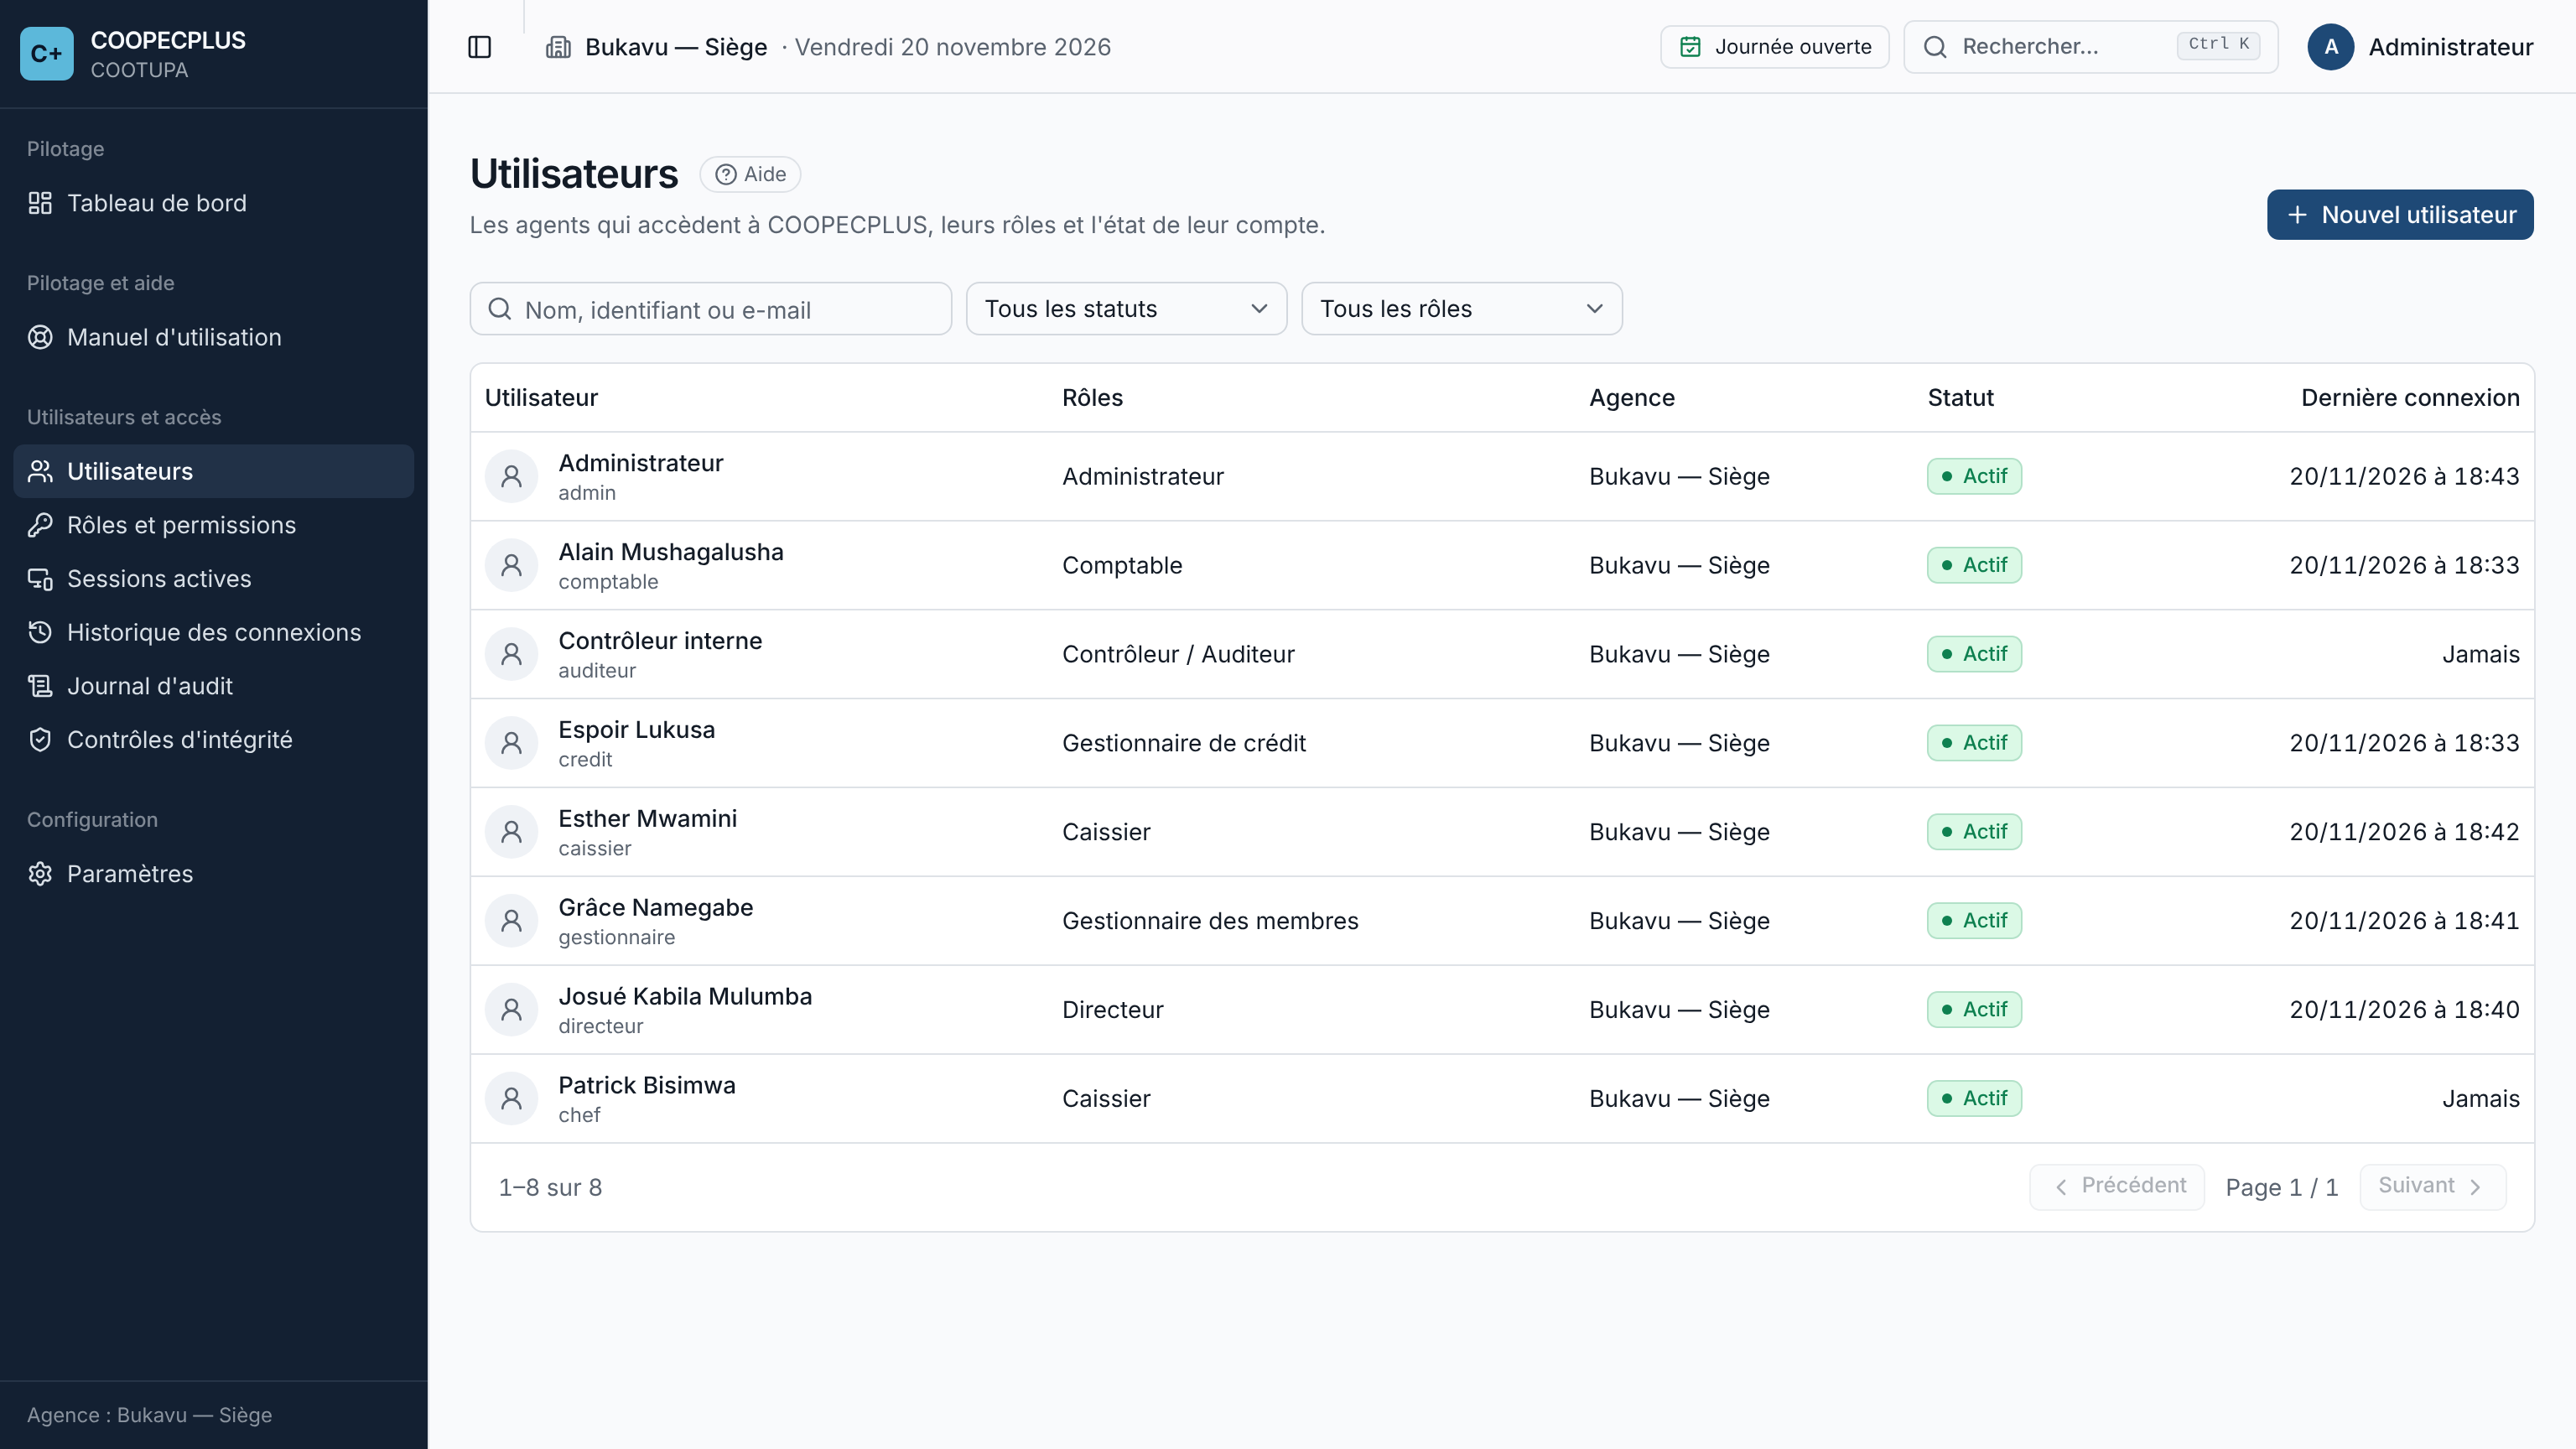 C+
COOPECPLUS
COOTUPA
Pilotage
Tableau de bord
Pilotage et aide
Manuel d'utilisation
Utilisateurs et accès
Utilisateurs
Rôles et permissions
Sessions actives
Historique des connexions
Journal d'audit
Contrôles d'intégrité
Configuration
Paramètres
Agence : Bukavu — Siège
Bukavu — Siège · Vendredi 20 novembre 2026
Journée ouverte
Rechercher... Ctrl K
A Administrateur
Utilisateurs Aide
Les agents qui accèdent à COOPECPLUS, leurs rôles et l'état de leur compte.
+ Nouvel utilisateur
Nom, identifiant ou e-mail Tous les statuts Tous les rôles
Utilisateur Rôles Agence Statut Dernière connexion
Administrateur
admin
Administrateur Bukavu — Siège Actif 20/11/2026 à 18:43
Alain Mushagalusha
comptable
Comptable Bukavu — Siège Actif 20/11/2026 à 18:33
Contrôleur interne
auditeur
Contrôleur / Auditeur Bukavu — Siège Actif Jamais
Espoir Lukusa
credit
Gestionnaire de crédit Bukavu — Siège Actif 20/11/2026 à 18:33
Esther Mwamini
caissier
Caissier Bukavu — Siège Actif 20/11/2026 à 18:42
Grâce Namegabe
gestionnaire
Gestionnaire des membres Bukavu — Siège Actif 20/11/2026 à 18:41
Josué Kabila Mulumba
directeur
Directeur Bukavu — Siège Actif 20/11/2026 à 18:40
Patrick Bisimwa
chef
Caissier Bukavu — Siège Actif Jamais
1–8 sur 8
Précédent Page 1 / 1 Suivant